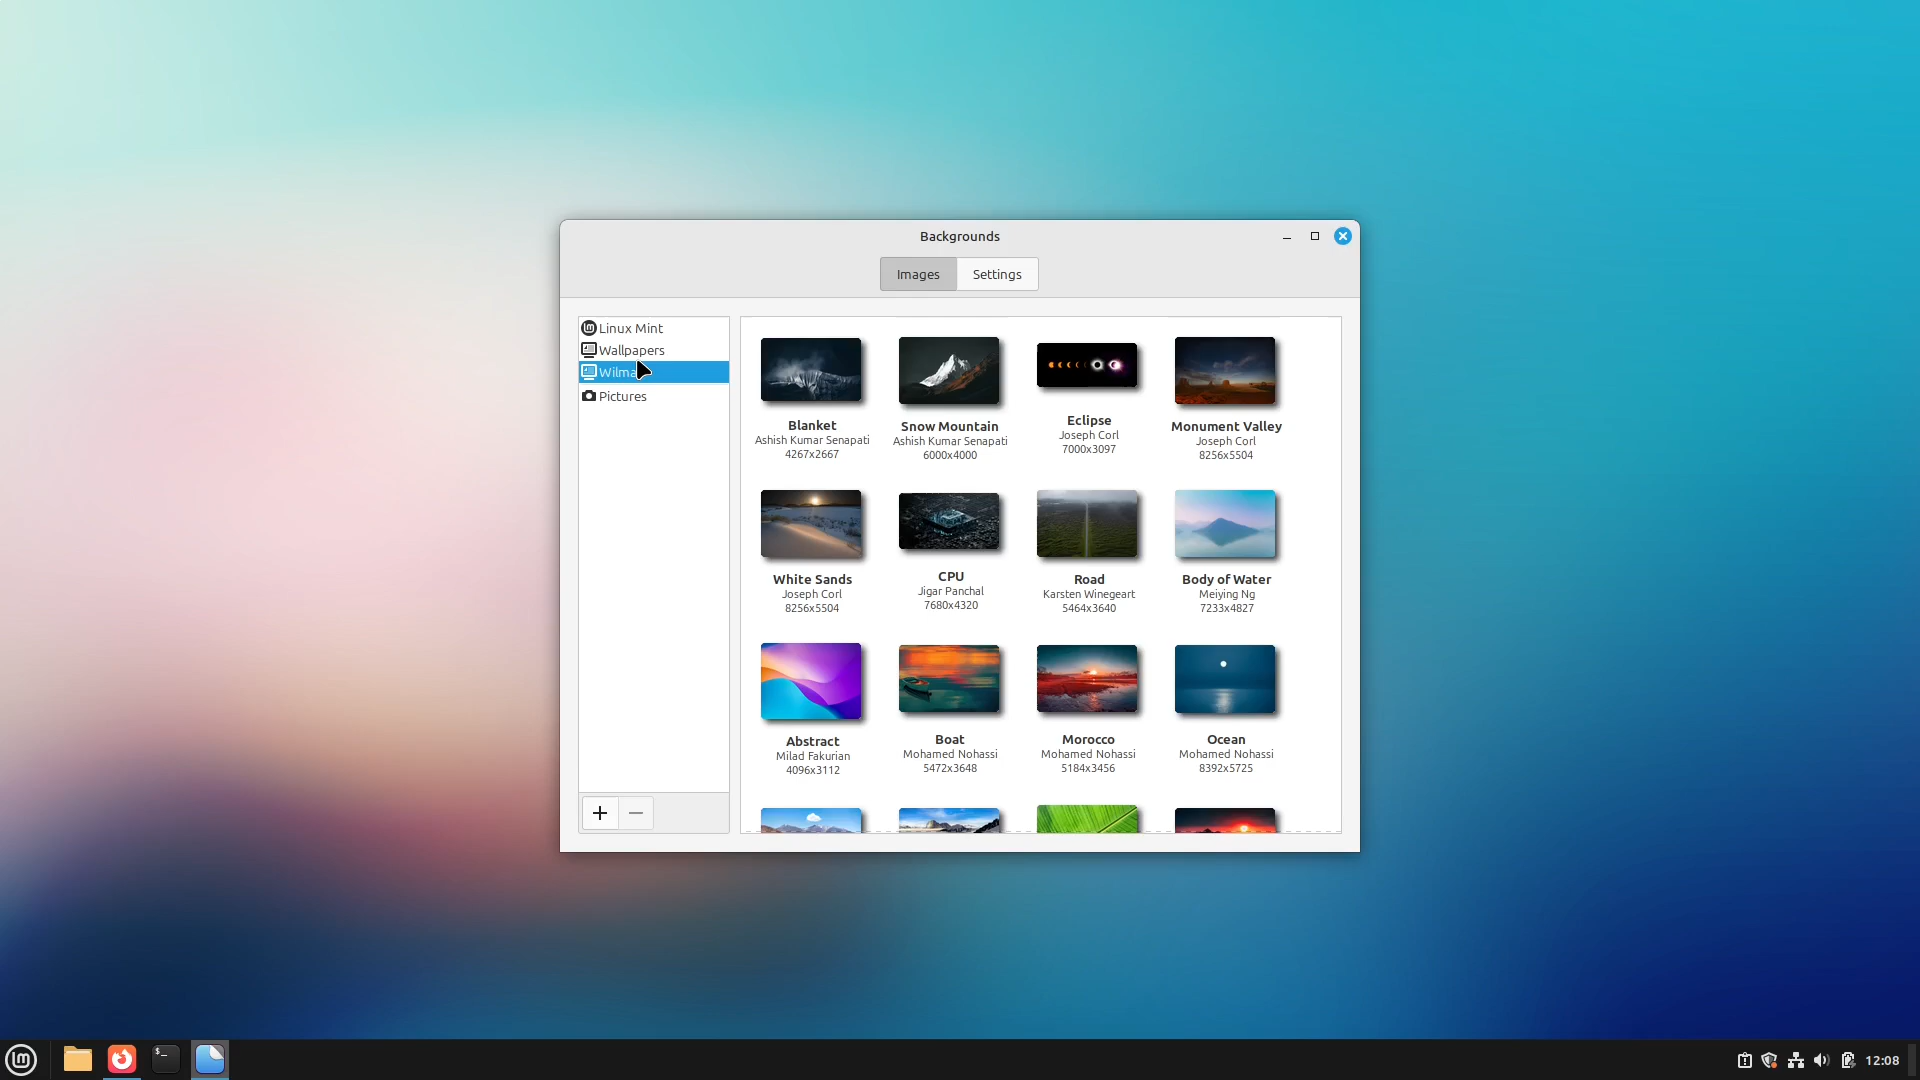 Backgrounds
Images
Settings
Linux Mint
Wallpapers
Wilma
Pictures
Blanket
Ashish Kumar Senapati
4267x2667
Snow Mountain
Ashish Kumar Senapati
6000x4000
Eclipse
Joseph Corl
7000x3097
Monument Valley
Joseph Corl
8256x5504
White Sands
Joseph Corl
8256x5504
CPU
Jigar Panchal
7680x4320
Road
Karsten Winegeart
5464x3640
Body of Water
Meiying Ng
7233x4827
Abstract
Milad Fakurian
4096x3112
Boat
Mohamed Nohassi
5472x3648
Morocco
Mohamed Nohassi
5184x3456
Ocean
Mohamed Nohassi
8392x5725
12:08